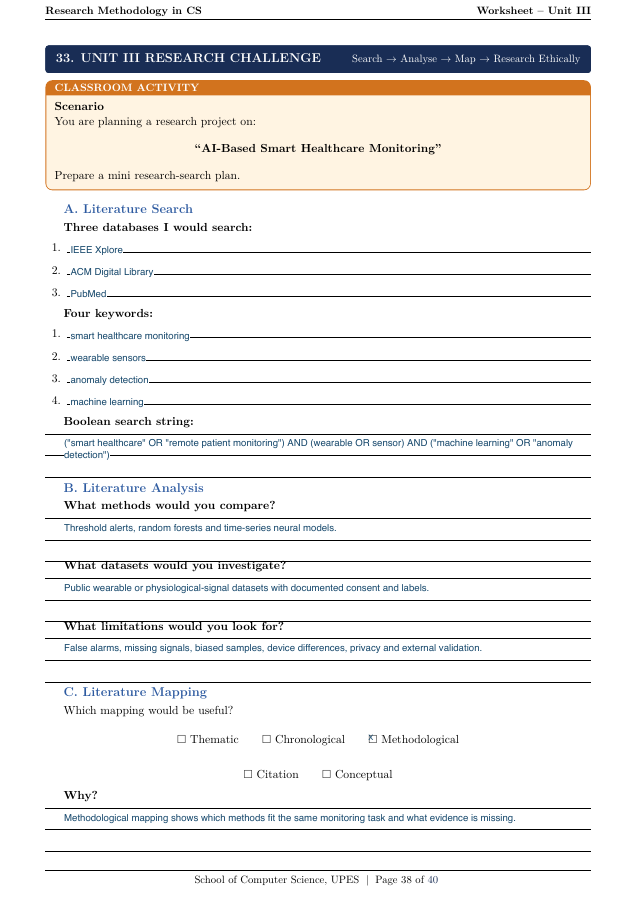 Research Methodology in CS Worksheet – Unit III
33. UNIT III RESEARCH CHALLENGE Search → Analyse → Map → Research Ethically
CLASSROOM ACTIVITY
Scenario
You are planning a research project on:
“AI-Based Smart Healthcare Monitoring”
Prepare a mini research-search plan.
A. Literature Search
Three databases I would search:
1. IEEE Xplore
2. ACM Digital Library
3. PubMed
Four keywords:
1. smart healthcare monitoring
2. wearable sensors
3. anomaly detection
4. machine learning
Boolean search string:
("smart healthcare" OR "remote patient monitoring") AND (wearable OR sensor) AND ("machine learning" OR "anomaly
detection")
B. Literature Analysis
What methods would you compare?
Threshold alerts, random forests and time-series neural models.
What datasets would you investigate?
Public wearable or physiological-signal datasets with documented consent and labels.
What limitations would you look for?
False alarms, missing signals, biased samples, device differences, privacy and external validation.
C. Literature Mapping
Which mapping would be useful?
☐ Thematic ☐ Chronological ☒ Methodological
☐ Citation ☐ Conceptual
Why?
Methodological mapping shows which methods fit the same monitoring task and what evidence is missing.
School of Computer Science, UPES | Page 38 of 40